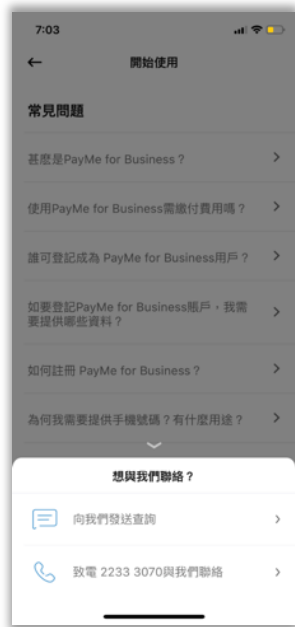 7:03
開始使用
常見問題
甚麼是PayMe for Business？
使用PayMe for Business需繳付費用嗎？
誰可登記成為 PayMe for Business用戶？
如要登記PayMe for Business賬戶，我需
要提供哪些資料？
如何註冊 PayMe for Business？
為何我需要提供手機號碼？有什麼用途？
想與我們聯絡？
向我們發送查詢
致電 2233 3070與我們聯絡